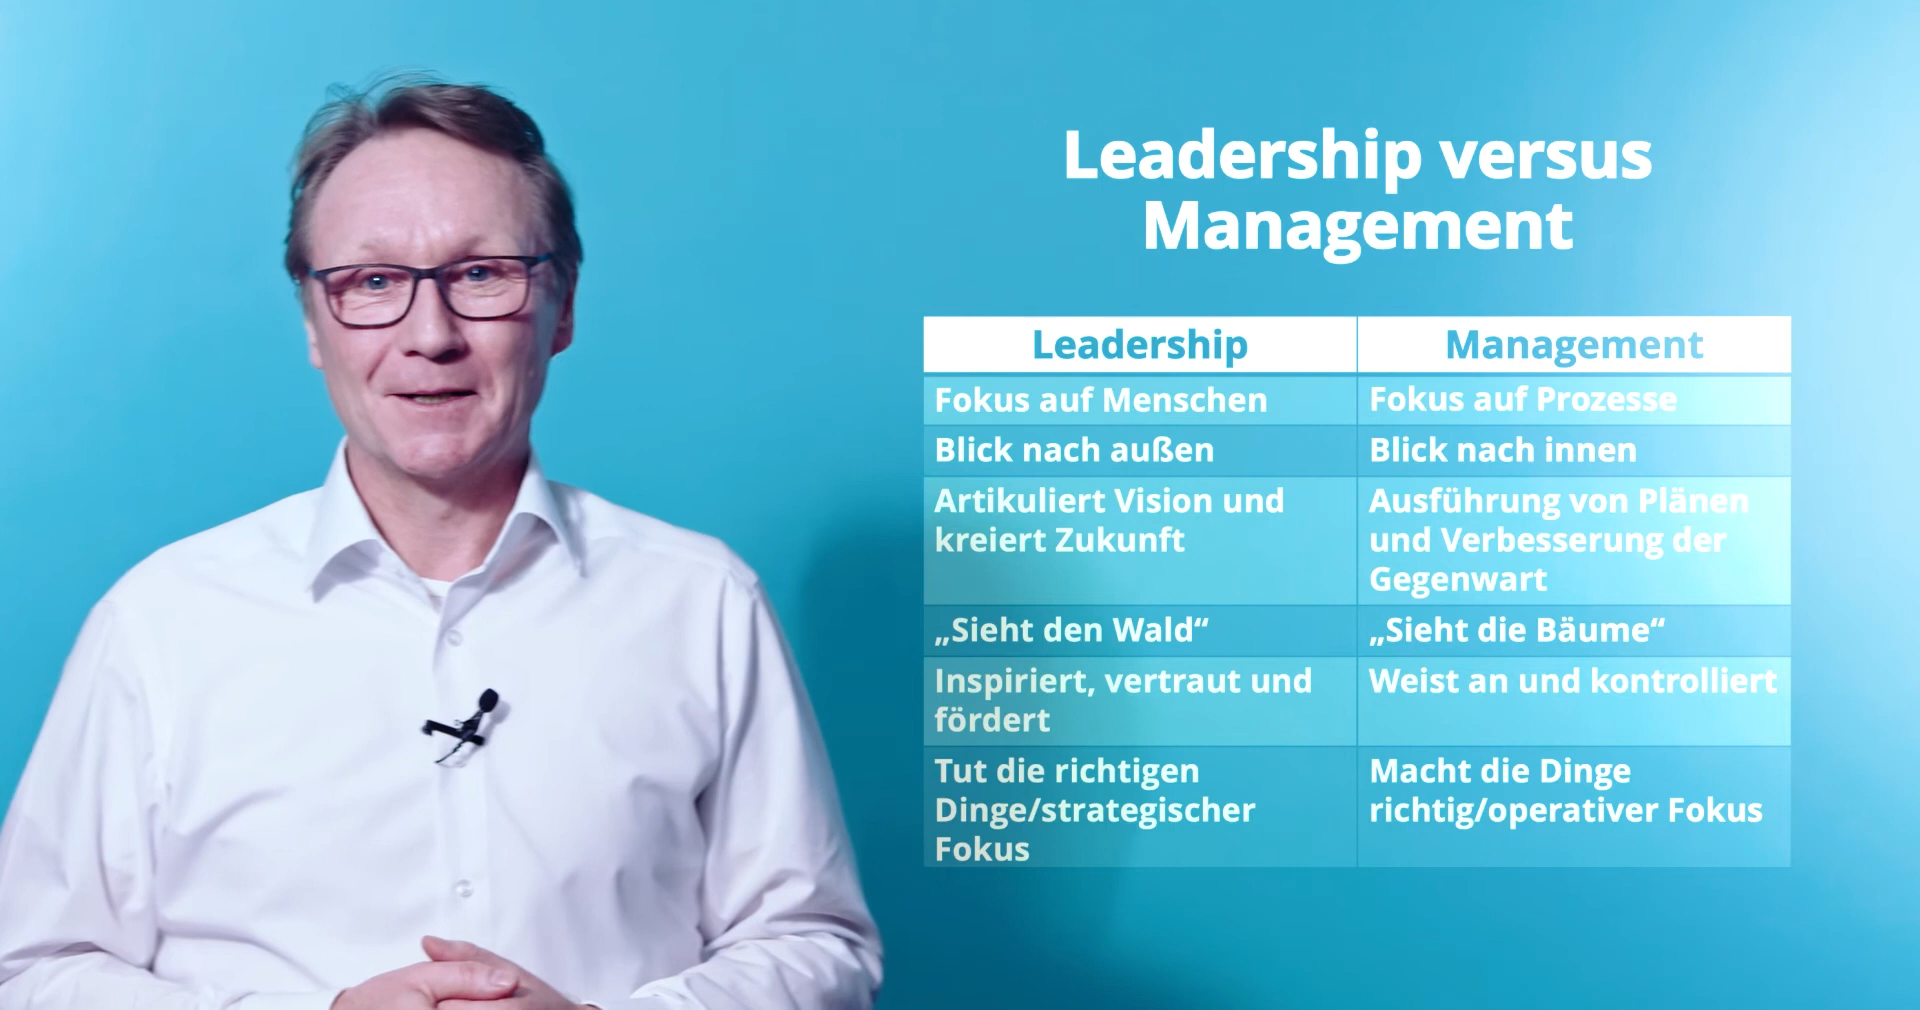 Leadership versus
Management
Leadership
Management
Fokus auf Menschen
Fokus auf Prozesse
Blick nach außen
Blick nach innen
Artikuliert Vision und
kreiert Zukunft
Ausführung von Plänen
und Verbesserung der
Gegenwart
„Sieht den Wald“
„Sieht die Bäume“
Inspiriert, vertraut und
fördert
Weist an und kontrolliert
Tut die richtigen
Dinge/strategischer
Fokus
Macht die Dinge
richtig/operativer Fokus